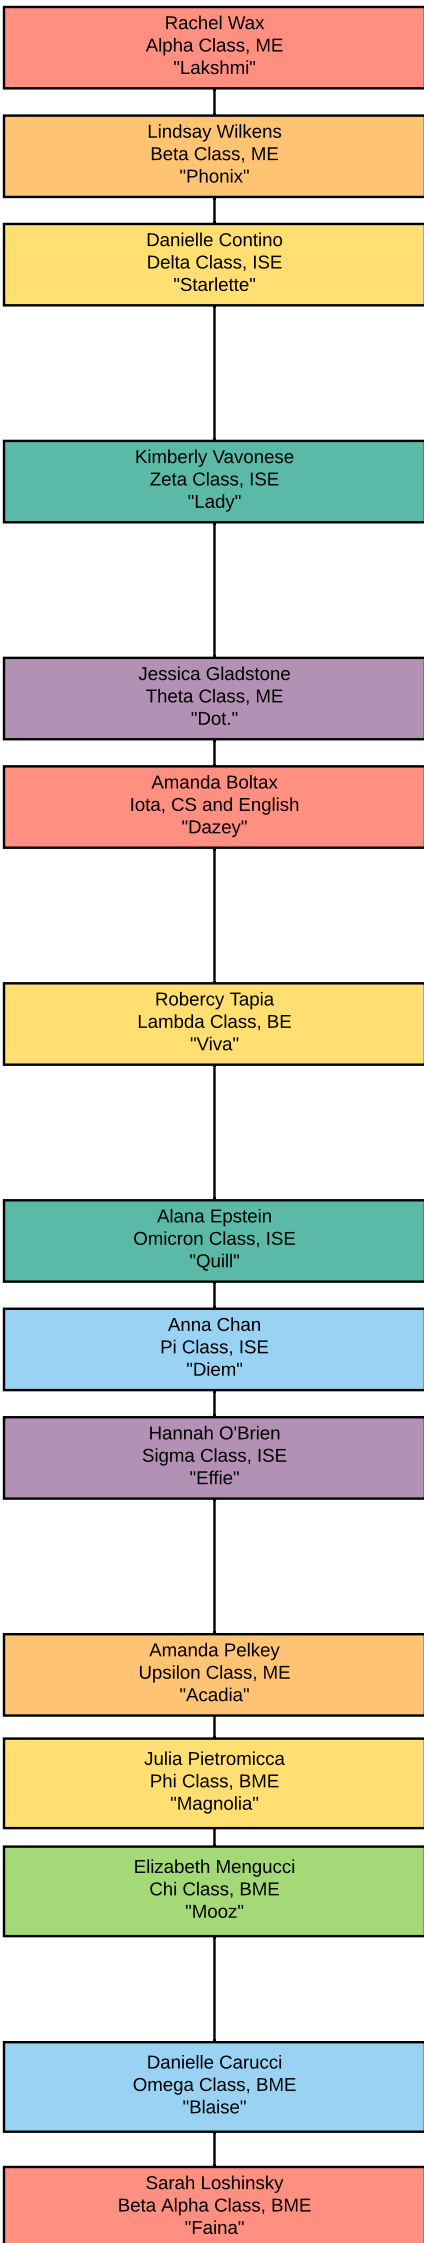 Rachel Wax
Alpha Class, ME
"Lakshmi"
Lindsay Wilkens
Beta Class, ME
"Phonix"
Danielle Contino
Delta Class, ISE
"Starlette"
Kimberly Vavonese
Zeta Class, ISE
"Lady"
Jessica Gladstone
Theta Class, ME
"Dot."
Amanda Boltax
Iota, CS and English
"Dazey"
Robercy Tapia
Lambda Class, BE
"Viva"
Alana Epstein
Omicron Class, ISE
"Quill"
Anna Chan
Pi Class, ISE
"Diem"
Hannah O'Brien
Sigma Class, ISE
"Effie"
Amanda Pelkey
Upsilon Class, ME
"Acadia"
Julia Pietromicca
Phi Class, BME
"Magnolia"
Elizabeth Mengucci
Chi Class, BME
"Mooz"
Danielle Carucci
Omega Class, BME
"Blaise"
Sarah Loshinsky
Beta Alpha Class, BME
"Faina"